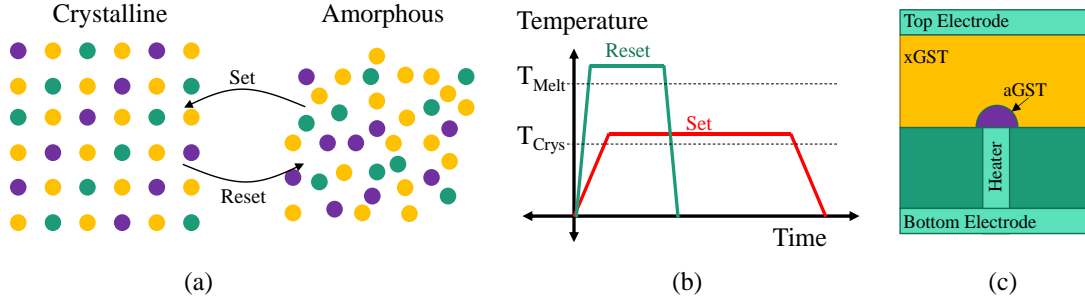 Crystalline
Amorphous
Set
Reset
(a)
Temperature
Reset
T_Melt
Set
T_Crys
Time
(b)
Top Electrode
xGST
aGST
Heater
Bottom Electrode
(c)